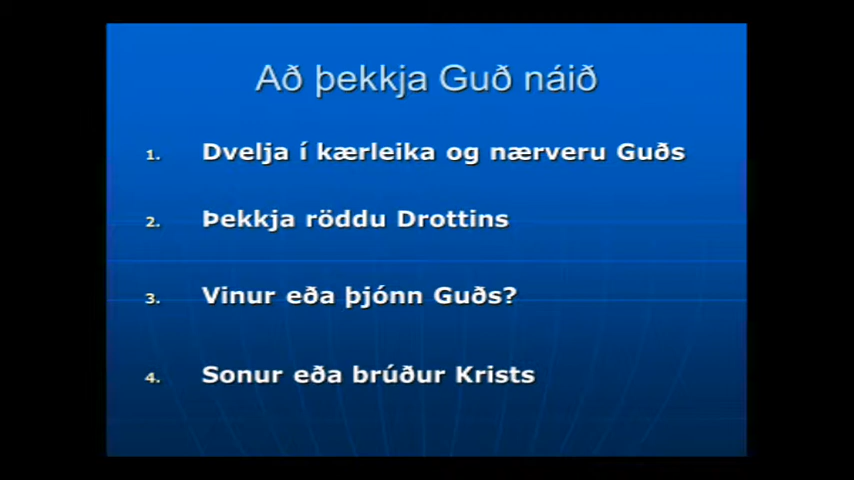 Að þekkja Guð náið
1. Dvelja í kærleika og nærveru Guðs
2. Þekkja röddu Drottins
3. Vinur eða þjónn Guðs?
4. Sonur eða brúður Krists